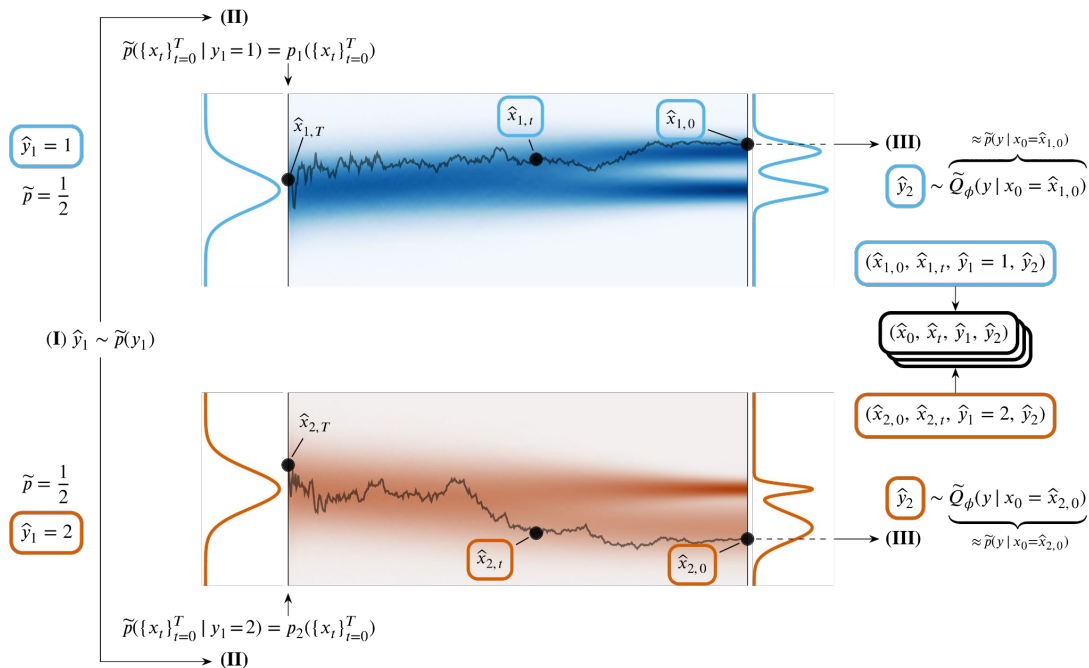 (II)
p̃({x_t}_{t=0}^T | y_1=1) = p_1({x_t}_{t=0}^T)
ŷ_1 = 1
p̃ = 1/2
x̂_{1,T}
x̂_{1,t}
x̂_{1,0}
(III)
≈ p̃(y | x_0=x̂_{1,0})
ŷ_2 ~ Q̃_ϕ(y | x_0 = x̂_{1,0})
(x̂_{1,0}, x̂_{1,t}, ŷ_1 = 1, ŷ_2)
(I) ŷ_1 ~ p̃(y_1)
(x̂_0, x̂_t, ŷ_1, ŷ_2)
(x̂_{2,0}, x̂_{2,t}, ŷ_1 = 2, ŷ_2)
x̂_{2,T}
p̃ = 1/2
ŷ_1 = 2
x̂_{2,t}
x̂_{2,0}
ŷ_2 ~ Q̃_ϕ(y | x_0 = x̂_{2,0})
≈ p̃(y | x_0=x̂_{2,0})
(III)
p̃({x_t}_{t=0}^T | y_1=2) = p_2({x_t}_{t=0}^T)
(II)